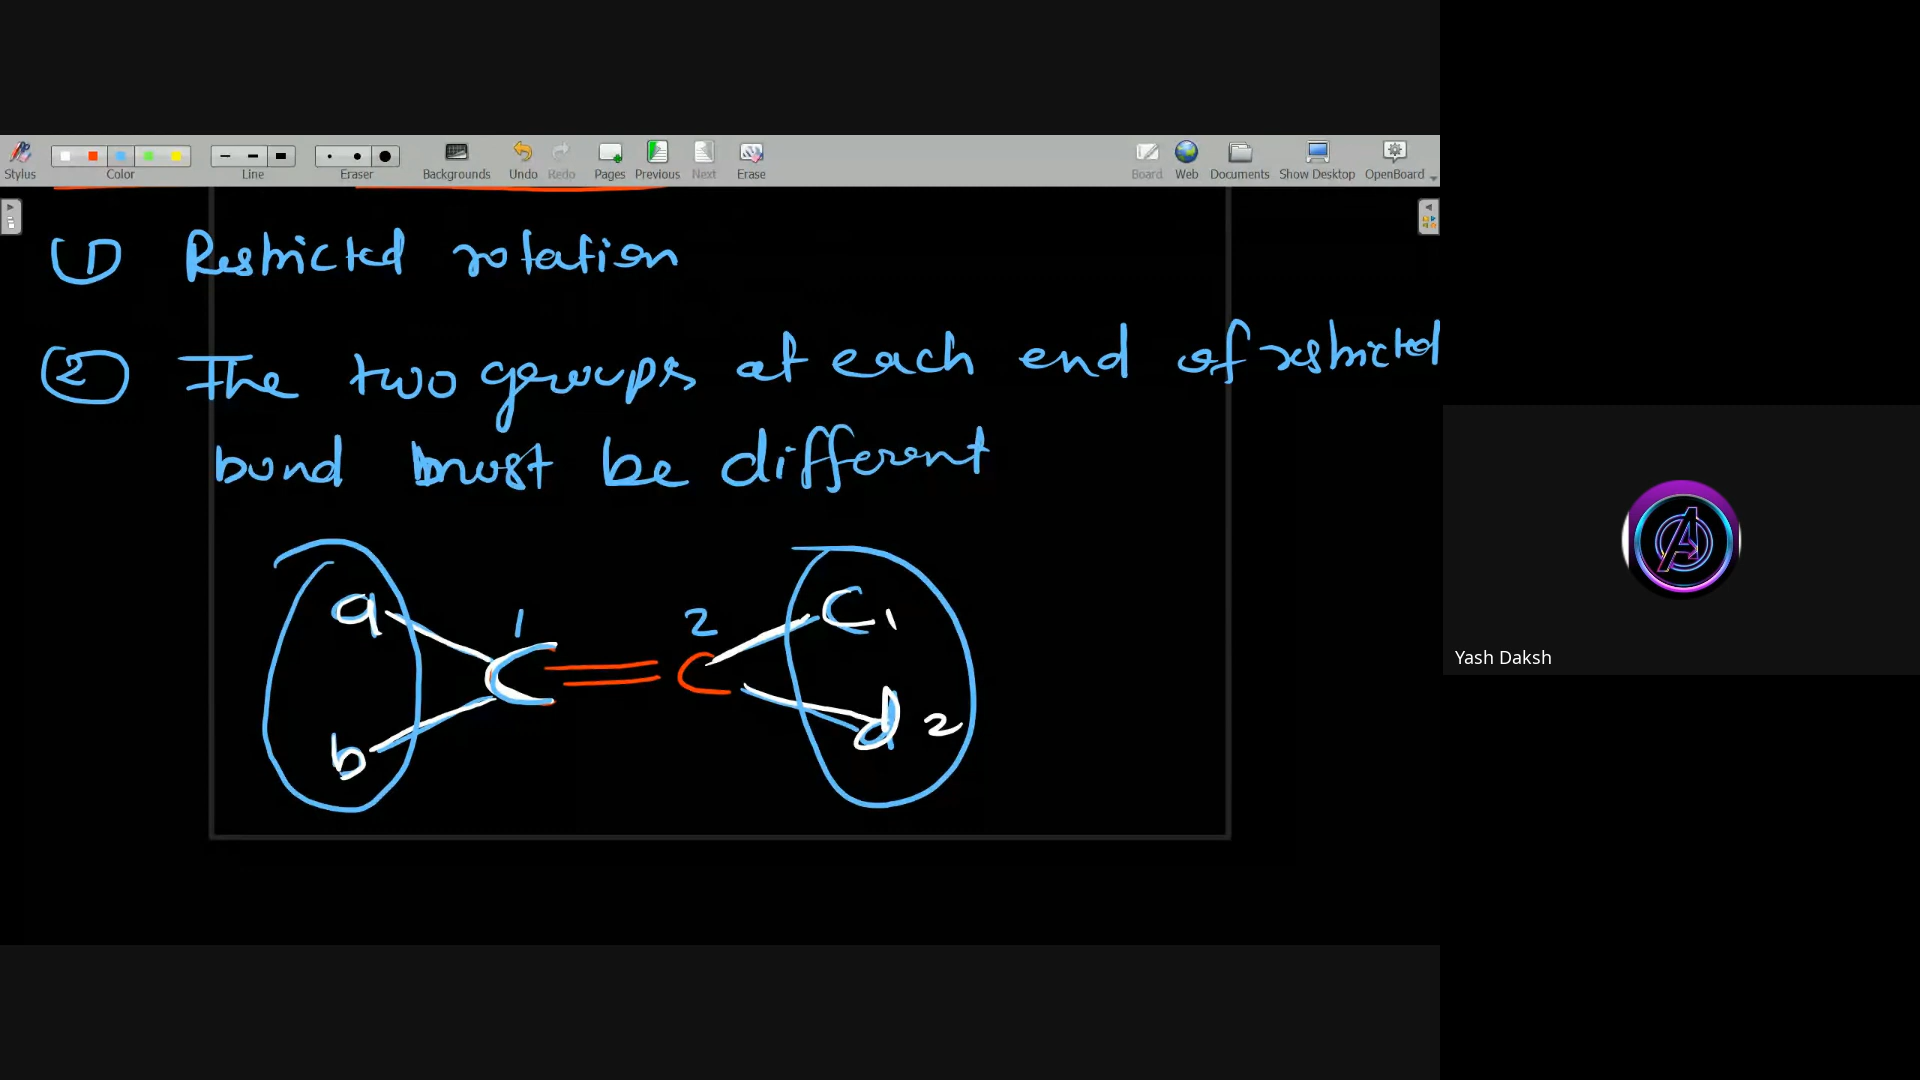 Stylus Color Line Eraser Backgrounds Undo Redo Pages Previous Next Erase Board Web Documents Show Desktop OpenBoard
① Restricted rotation
② The two groups at each end of restricted
bond must be different
a 1 2 C 1
C = C
b d 2
Yash Daksh